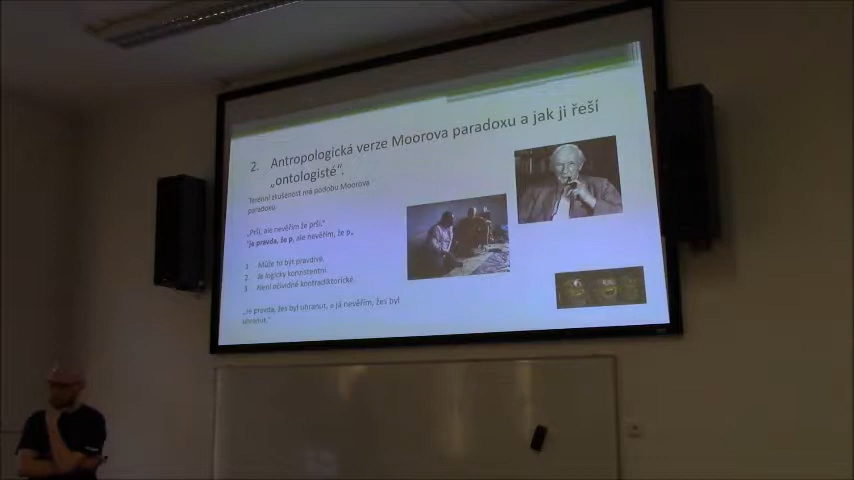 2. Antropologická verze Moorova paradoxu a jak ji řeší
„ontologisté“.
Terénní zkušenost má podobu Moorova
paradoxu.
„Prší, ale nevěřím že prší.“
"je pravda, že p, ale nevěřím, že p„
1 Může to být pravdivé.
2 Je logicky konzistentní.
3 Není očividně kontradiktorické.
„Je pravda, žes byl uhranut, a já nevěřím, žes byl
uhranut.“